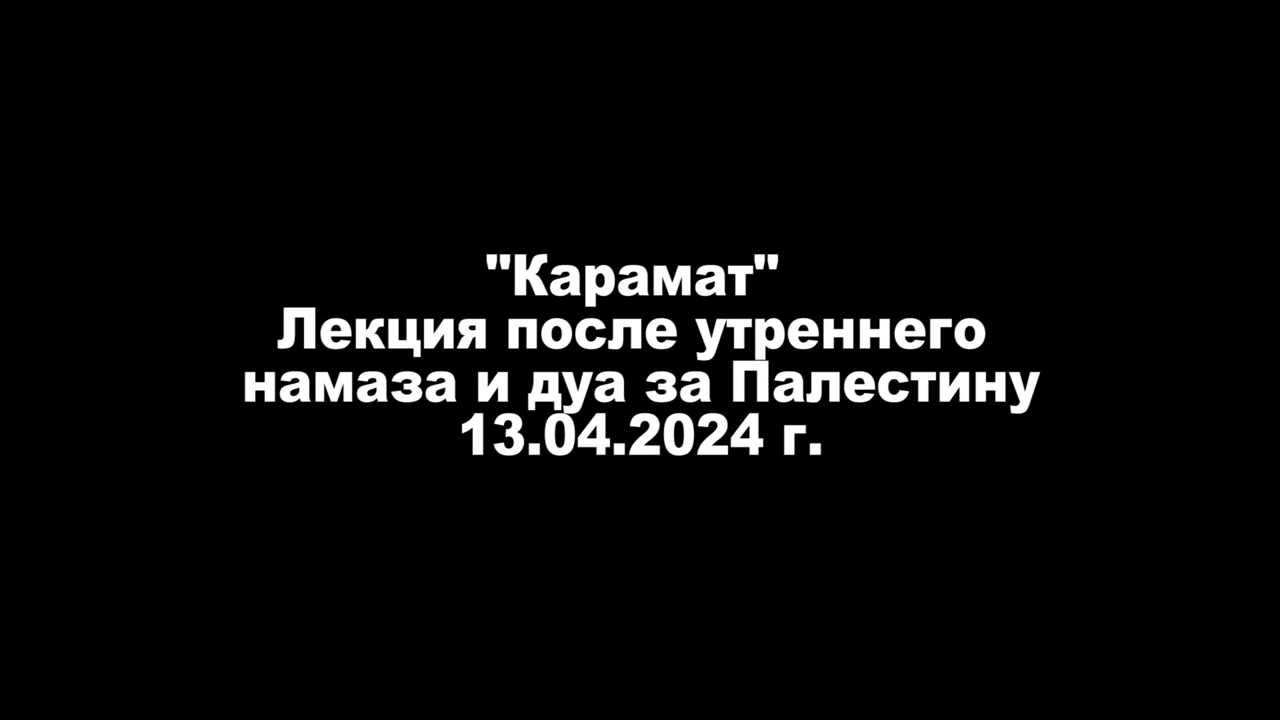 "Карамат"
Лекция после утреннего
намаза и дуа за Палестину
13.04.2024 г.